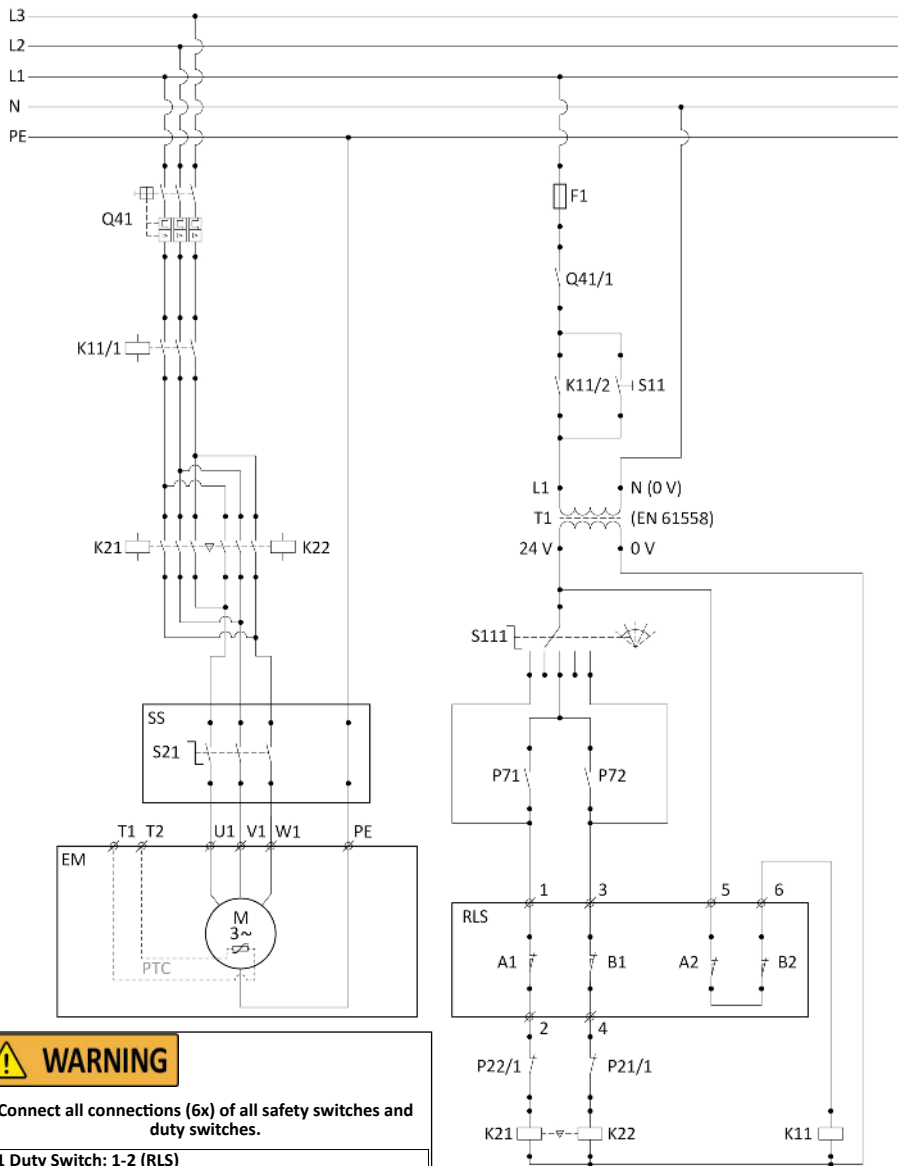 L3
L2
L1
N
PE
Q41
F1
Q41/1
K11/1
K11/2
S11
L1
N (0 V)
T1
(EN 61558)
24 V
0 V
K21
K22
S111
SS
S21
P71
P72
T1 T2 U1 V1 W1 PE
EM
M
3~
PTC
1 3 5 6
RLS
A1 B1 A2 B2
2 4
P22/1
P21/1
K21
K22
K11
WARNING
Connect all connections (6x) of all safety switches and
duty switches.
Duty Switch: 1-2 (RLS)